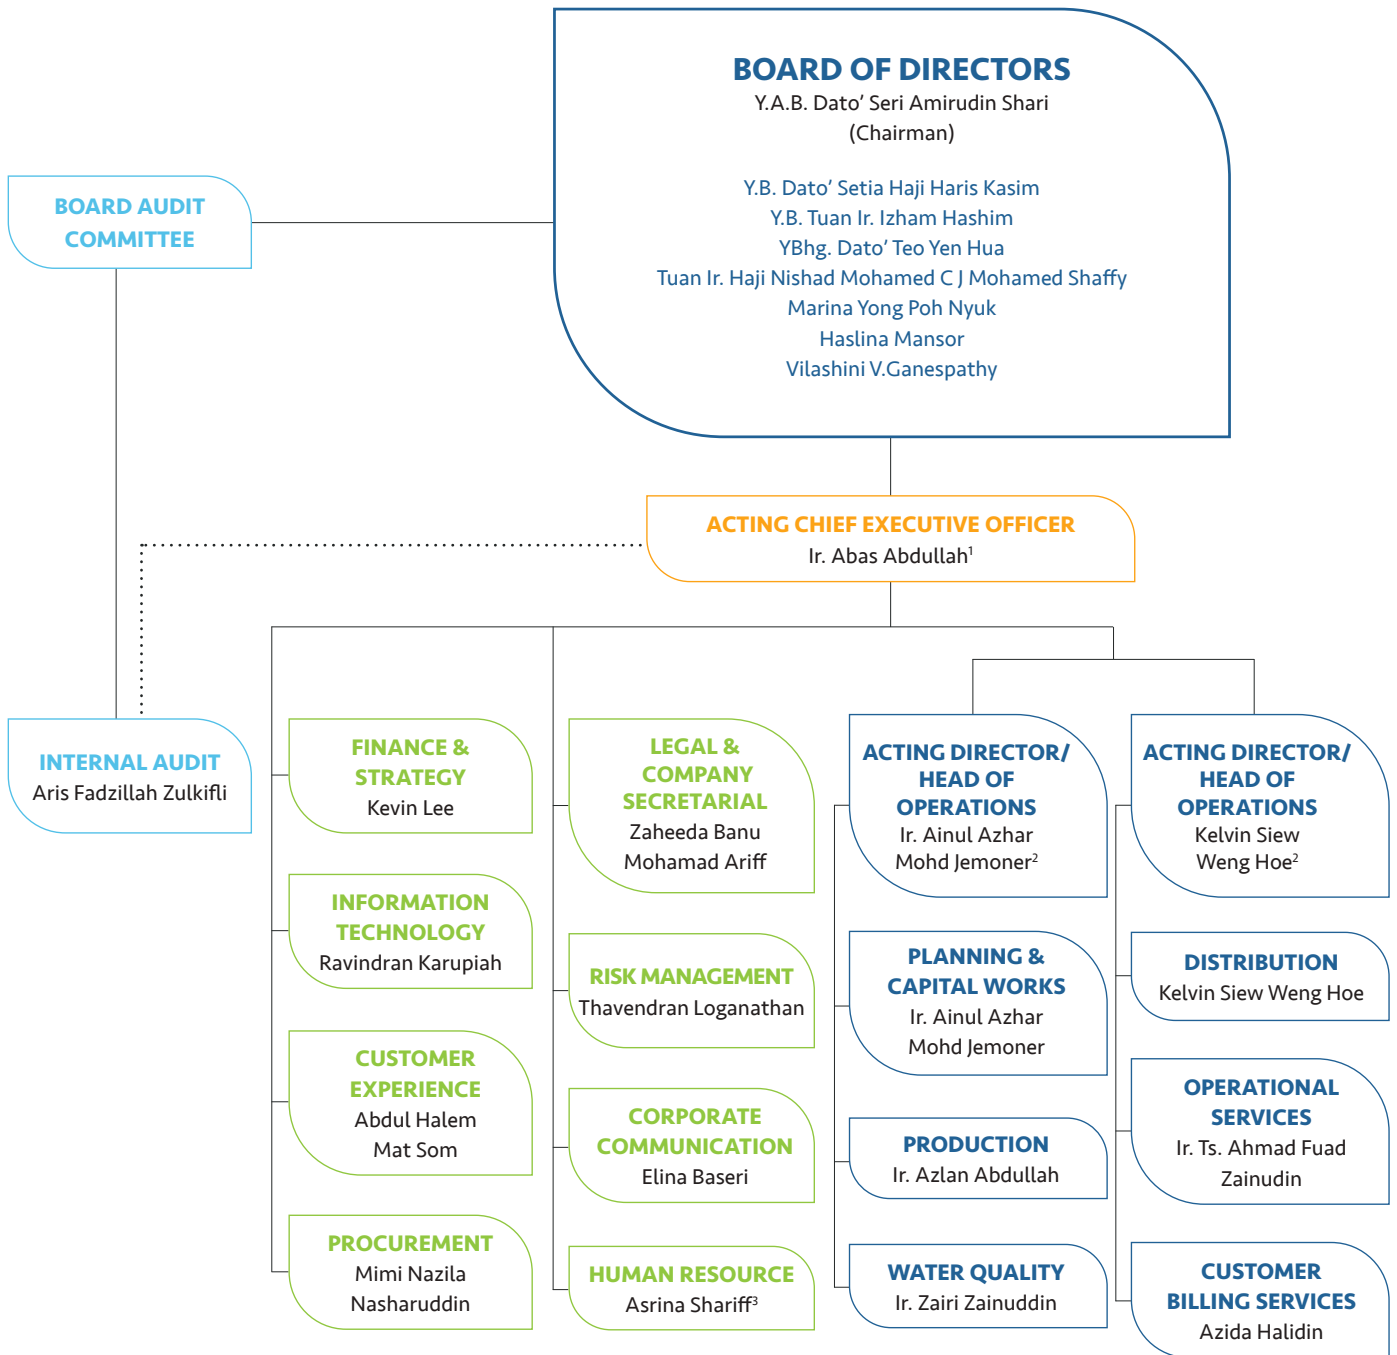 BOARD OF DIRECTORS
Y.A.B. Dato’ Seri Amirudin Shari
(Chairman)
Y.B. Dato’ Setia Haji Haris Kasim
Y.B. Tuan Ir. Izham Hashim
YBhg. Dato’ Teo Yen Hua
Tuan Ir. Haji Nishad Mohamed C J Mohamed Shaffy
Marina Yong Poh Nyuk
Haslina Mansor
Vilashini V.Ganespathy
BOARD AUDIT
COMMITTEE
ACTING CHIEF EXECUTIVE OFFICER
Ir. Abas Abdullah¹
INTERNAL AUDIT
Aris Fadzillah Zulkifli
FINANCE &
STRATEGY
Kevin Lee
INFORMATION
TECHNOLOGY
Ravindran Karupiah
CUSTOMER
EXPERIENCE
Abdul Halem
Mat Som
PROCUREMENT
Mimi Nazila
Nasharuddin
LEGAL &
COMPANY
SECRETARIAL
Zaheeda Banu
Mohamad Ariff
RISK MANAGEMENT
Thavendran Loganathan
CORPORATE
COMMUNICATION
Elina Baseri
HUMAN RESOURCE
Asrina Shariff³
ACTING DIRECTOR/
HEAD OF
OPERATIONS
Ir. Ainul Azhar
Mohd Jemoner²
PLANNING &
CAPITAL WORKS
Ir. Ainul Azhar
Mohd Jemoner
PRODUCTION
Ir. Azlan Abdullah
WATER QUALITY
Ir. Zairi Zainuddin
ACTING DIRECTOR/
HEAD OF
OPERATIONS
Kelvin Siew
Weng Hoe²
DISTRIBUTION
Kelvin Siew Weng Hoe
OPERATIONAL
SERVICES
Ir. Ts. Ahmad Fuad
Zainudin
CUSTOMER
BILLING SERVICES
Azida Halidin